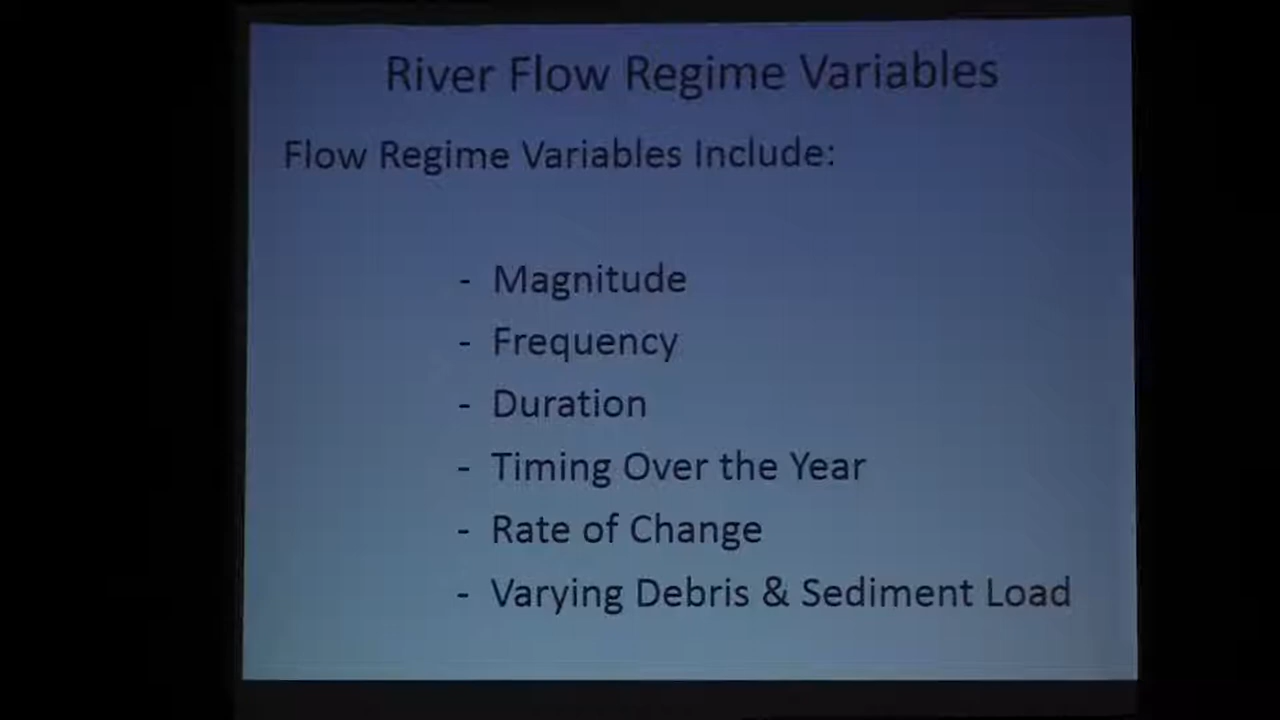 River Flow Regime Variables
Flow Regime Variables Include:
- Magnitude
- Frequency
- Duration
- Timing Over the Year
- Rate of Change
- Varying Debris & Sediment Load